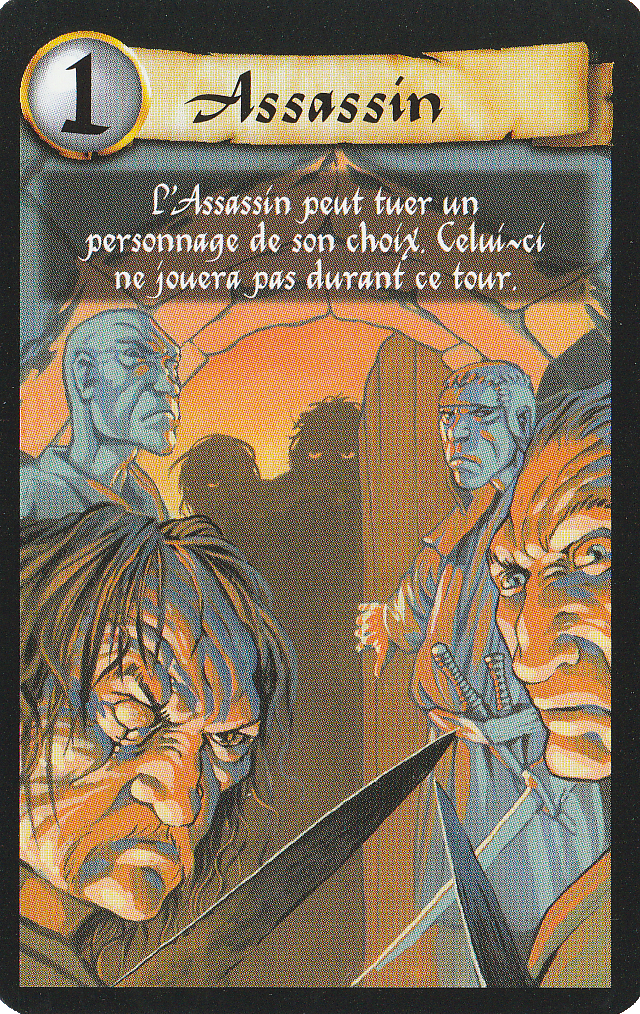 1
Assassin
L'Assassin peut tuer un
personnage de son choix. Celui~ci
ne jouera pas durant ce tour.